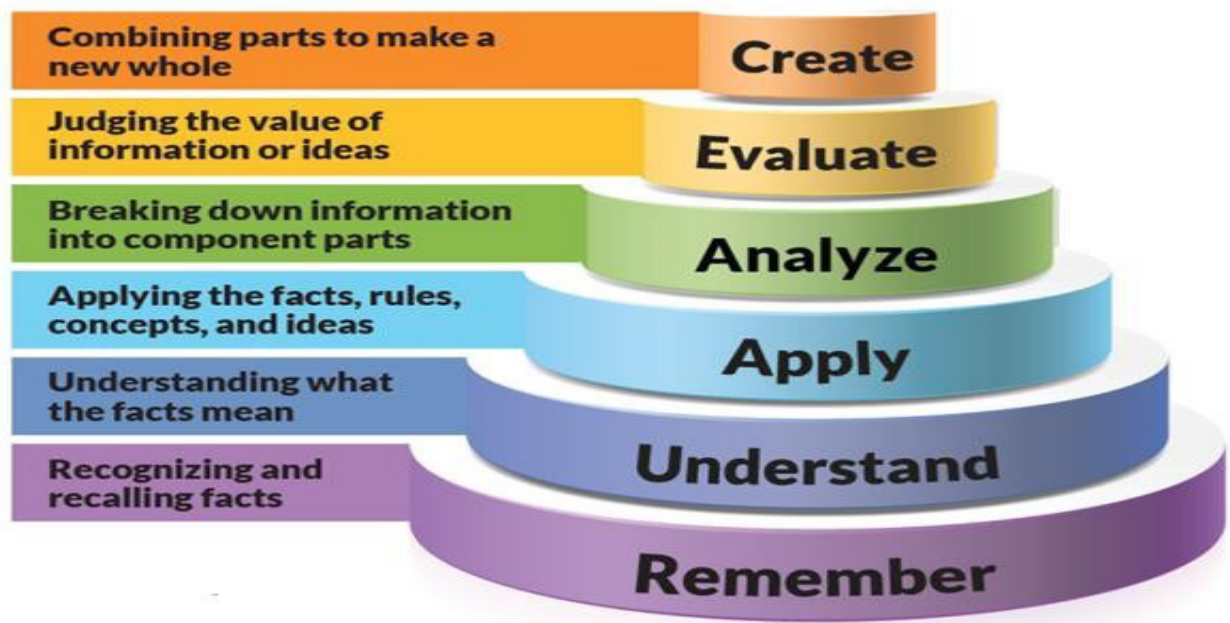 Combining parts to make a
new whole
Create
Judging the value of
information or ideas
Evaluate
Breaking down information
into component parts
Analyze
Applying the facts, rules,
concepts, and ideas
Apply
Understanding what
the facts mean
Understand
Recognizing and
recalling facts
Remember